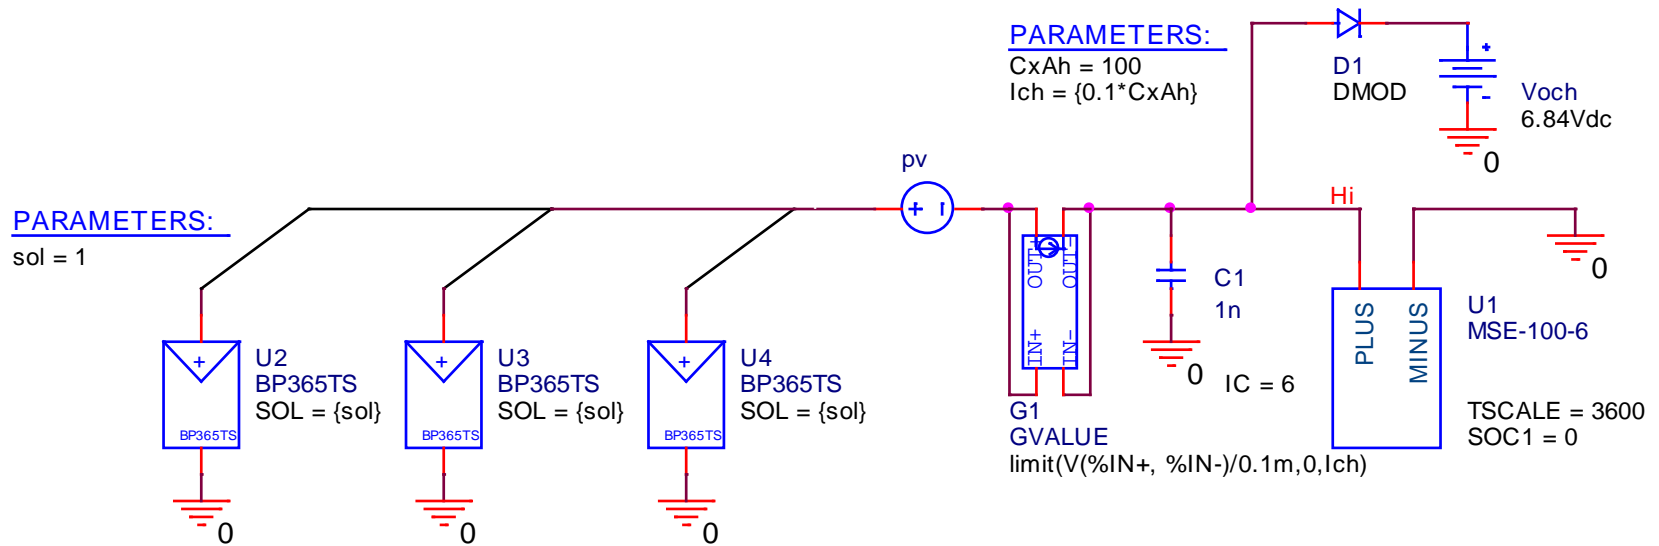 PARAMETERS:
CxAh = 100
Ich = {0.1*CxAh}
D1
DMOD
+
-
Voch
6.84Vdc
0
pv
+ -
Hi
PARAMETERS:
sol = 1
OUT+
OUT-
IN+
IN-
C1
1n
0
IC = 6
0
PLUS
MINUS
U1
MSE-100-6
TSCALE = 3600
SOC1 = 0
+
U2
BP365TS
SOL = {sol}
BP365TS
0
+
U3
BP365TS
SOL = {sol}
BP365TS
0
+
U4
BP365TS
SOL = {sol}
BP365TS
0
G1
GVALUE
limit(V(%IN+, %IN-)/0.1m,0,Ich)